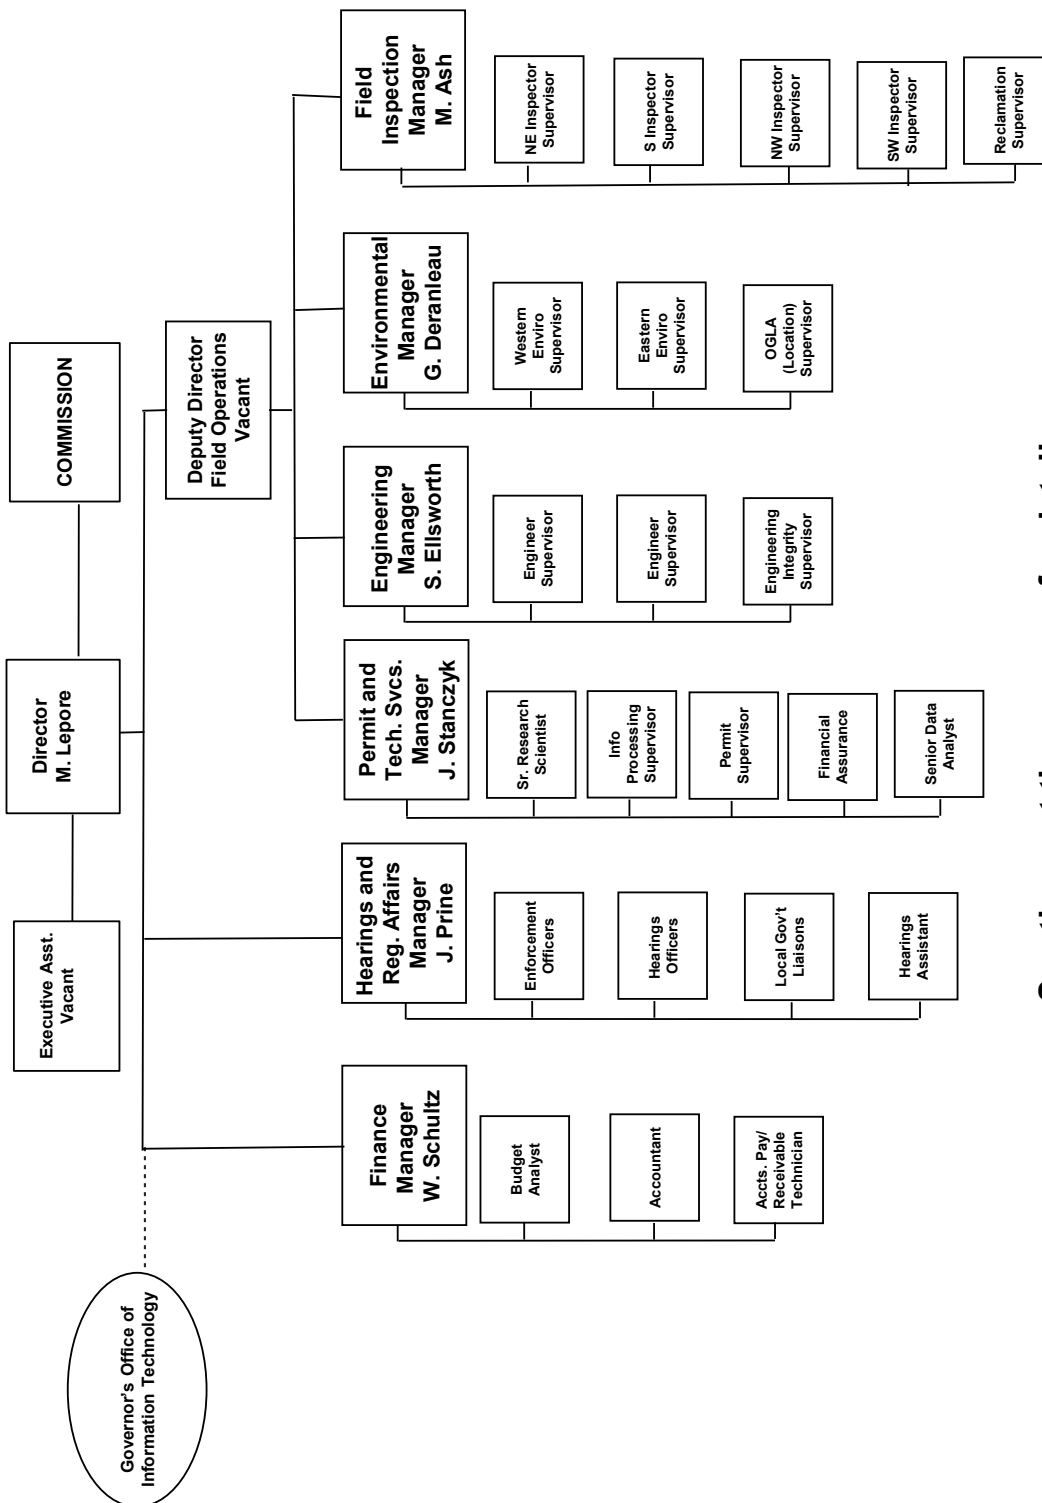 Executive Asst.
Vacant
Director
M. Lepore
COMMISSION
Governor's Office of
Information Technology
Deputy Director
Field Operations
Vacant
Finance
Manager
W. Schultz
Budget
Analyst
Accountant
Accts. Pay/
Receivable
Technician
Hearings and
Reg. Affairs
Manager
J. Prine
Enforcement
Officers
Hearings
Officers
Local Gov't
Liaisons
Hearings
Assistant
Permit and
Tech. Svcs.
Manager
J. Stanczyk
Sr. Research
Scientist
Info
Processing
Supervisor
Permit
Supervisor
Financial
Assurance
Senior Data
Analyst
Engineering
Manager
S. Ellsworth
Engineer
Supervisor
Engineer
Supervisor
Engineering
Integrity
Supervisor
Environmental
Manager
G. Deranleau
Western
Enviro
Supervisor
Eastern
Enviro
Supervisor
OGLA
(Location)
Supervisor
Field
Inspection
Manager
M. Ash
NE Inspector
Supervisor
S Inspector
Supervisor
NW Inspector
Supervisor
SW Inspector
Supervisor
Reclamation
Supervisor